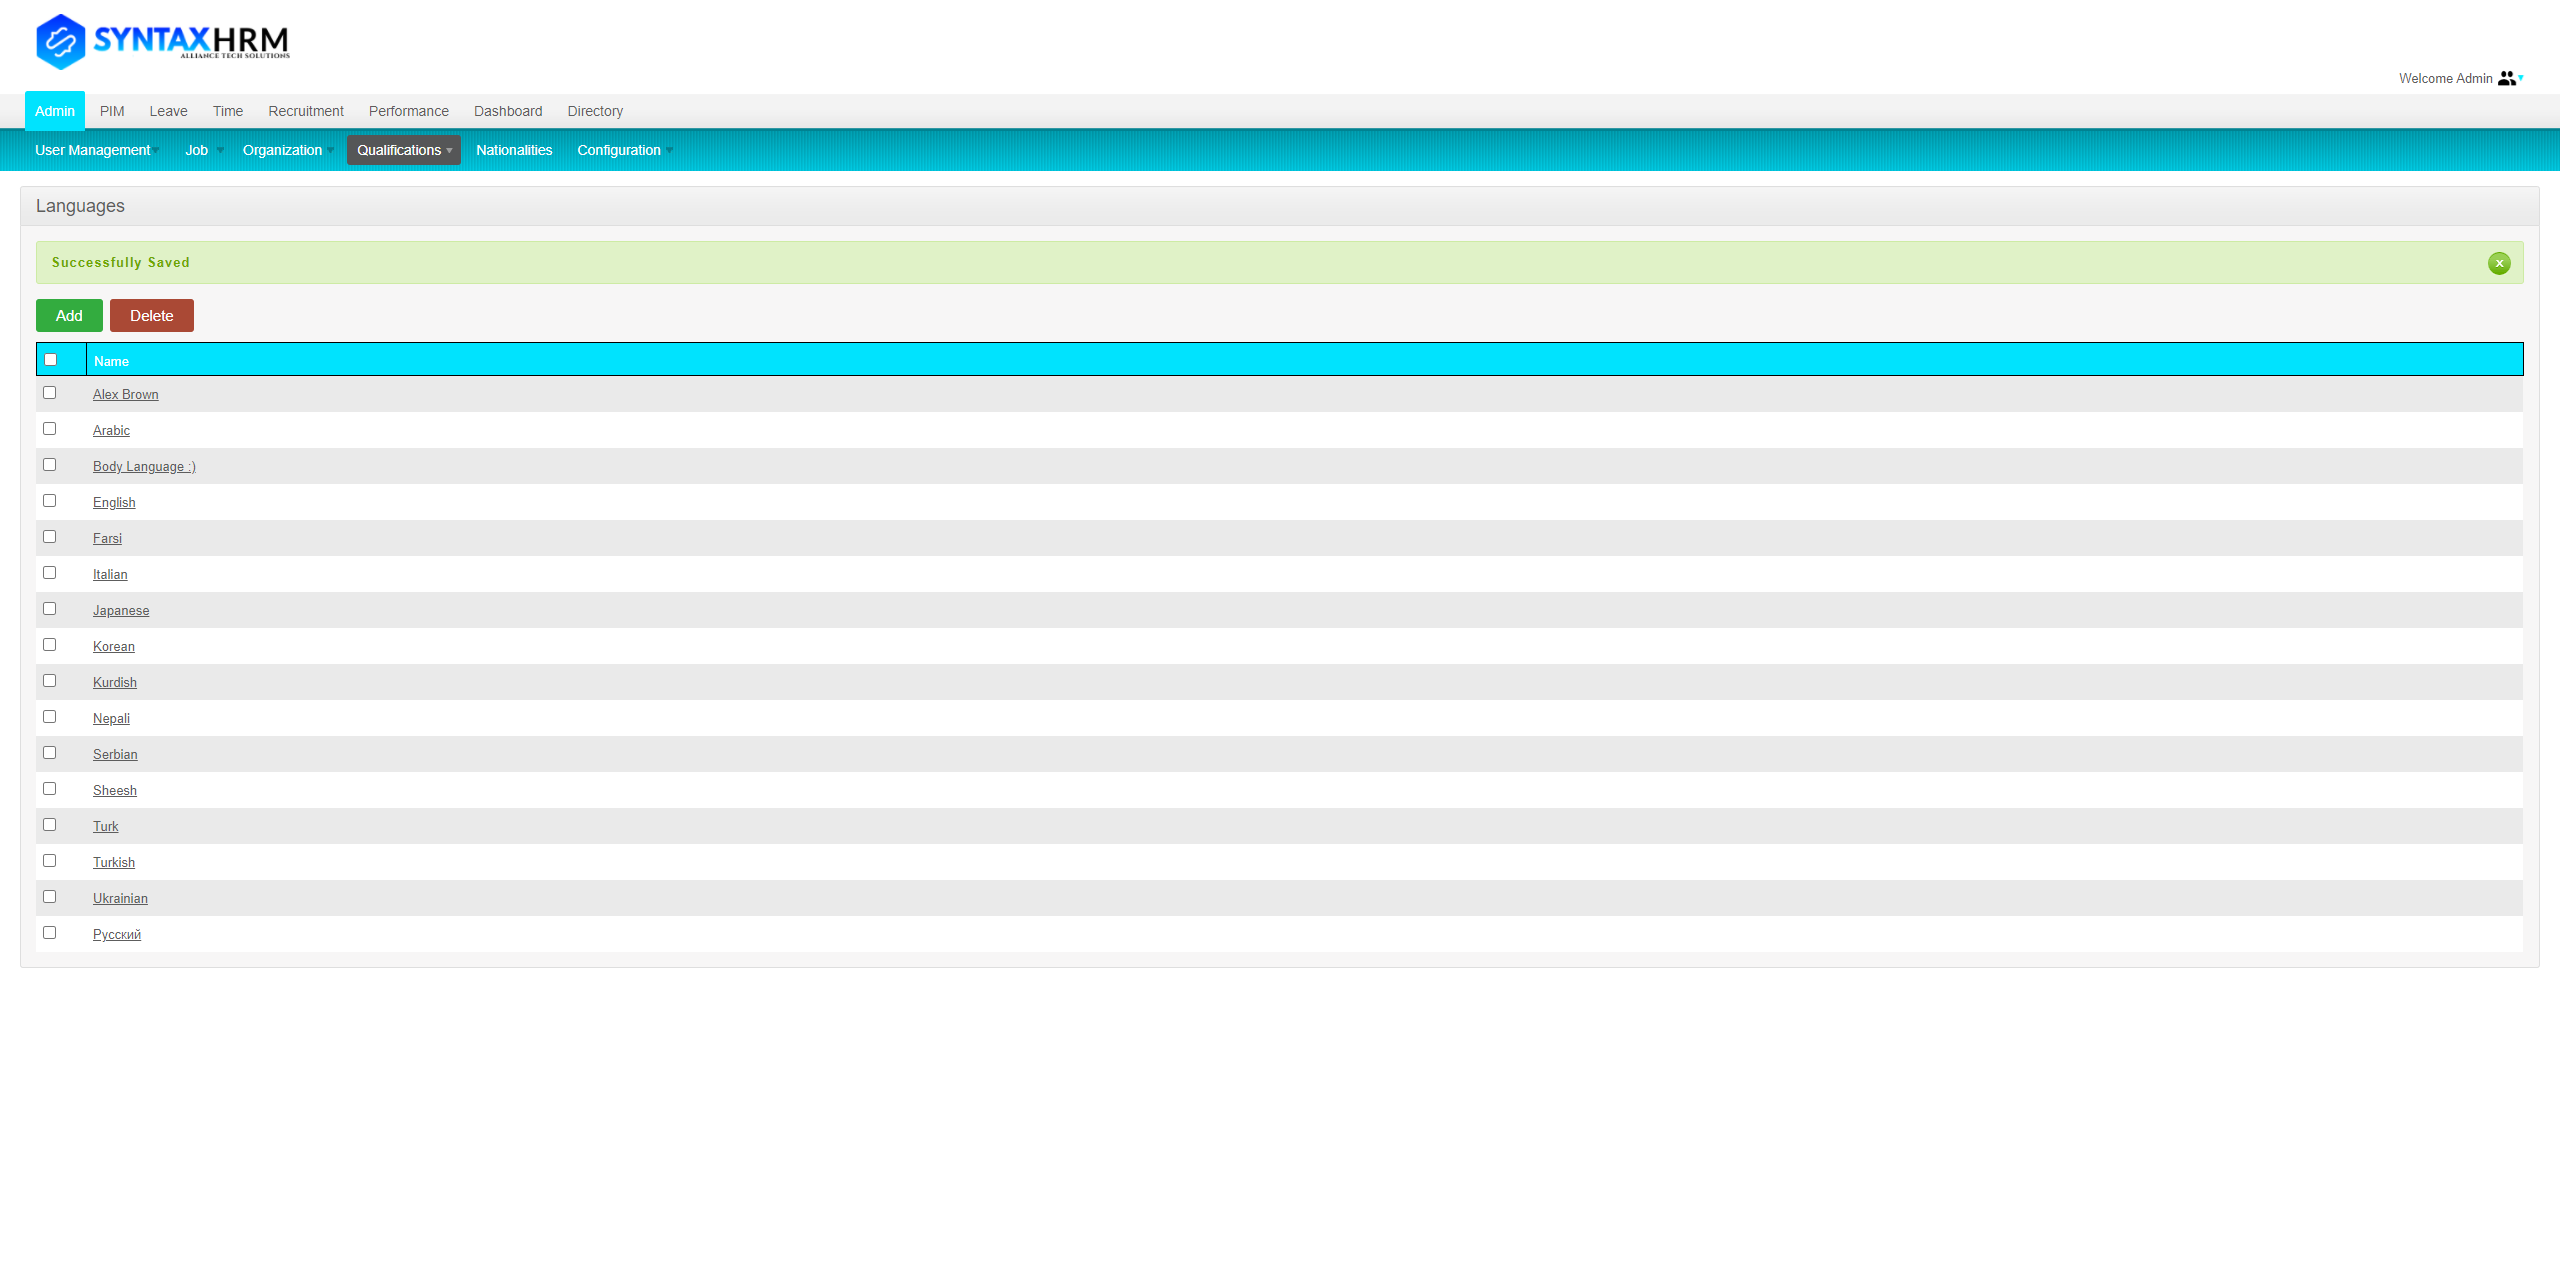 SYNTAXHRM
ALLIANCE TECH SOLUTIONS
Welcome Admin
Admin PIM Leave Time Recruitment Performance Dashboard Directory
User Management Job Organization Qualifications Nationalities Configuration
Languages
Successfully Saved
x
Add Delete
Name
Alex Brown
Arabic
Body Language :)
English
Farsi
Italian
Japanese
Korean
Kurdish
Nepali
Serbian
Sheesh
Turk
Turkish
Ukrainian
Русский